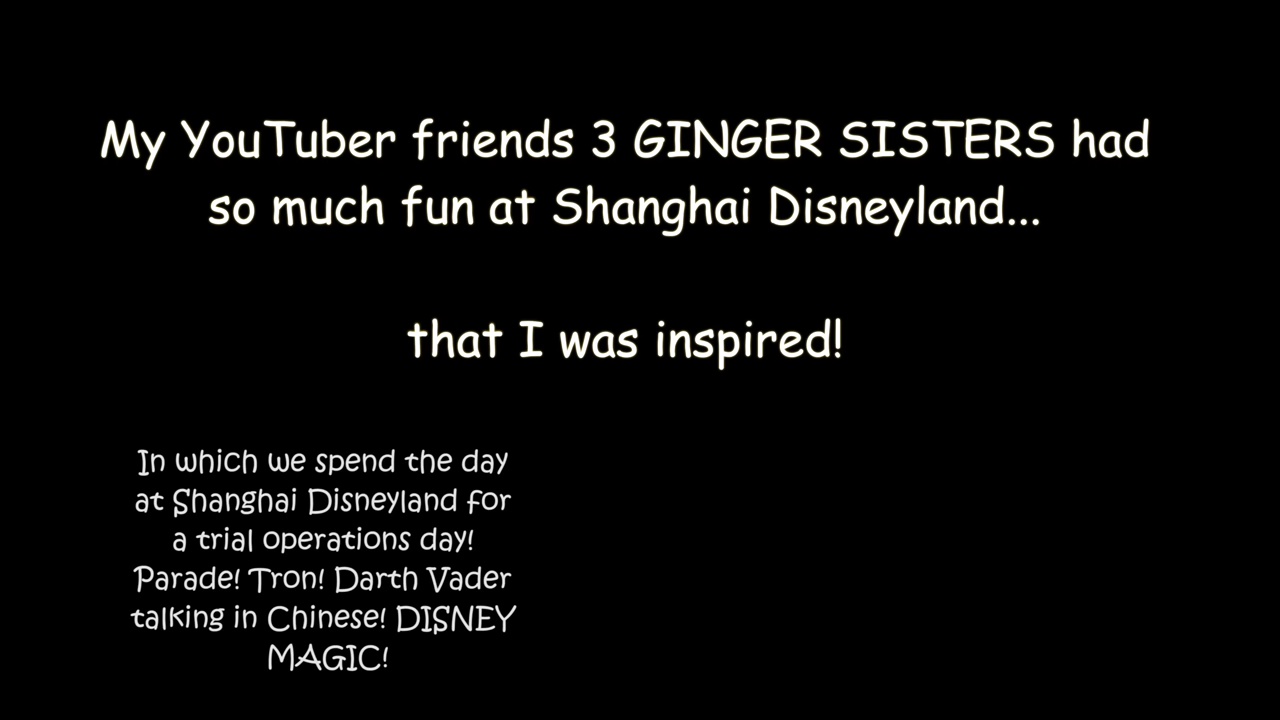 My YouTuber friends 3 GINGER SISTERS had
so much fun at Shanghai Disneyland...
that I was inspired!
In which we spend the day
at Shanghai Disneyland for
a trial operations day!
Parade! Tron! Darth Vader
talking in Chinese! DISNEY
MAGIC!